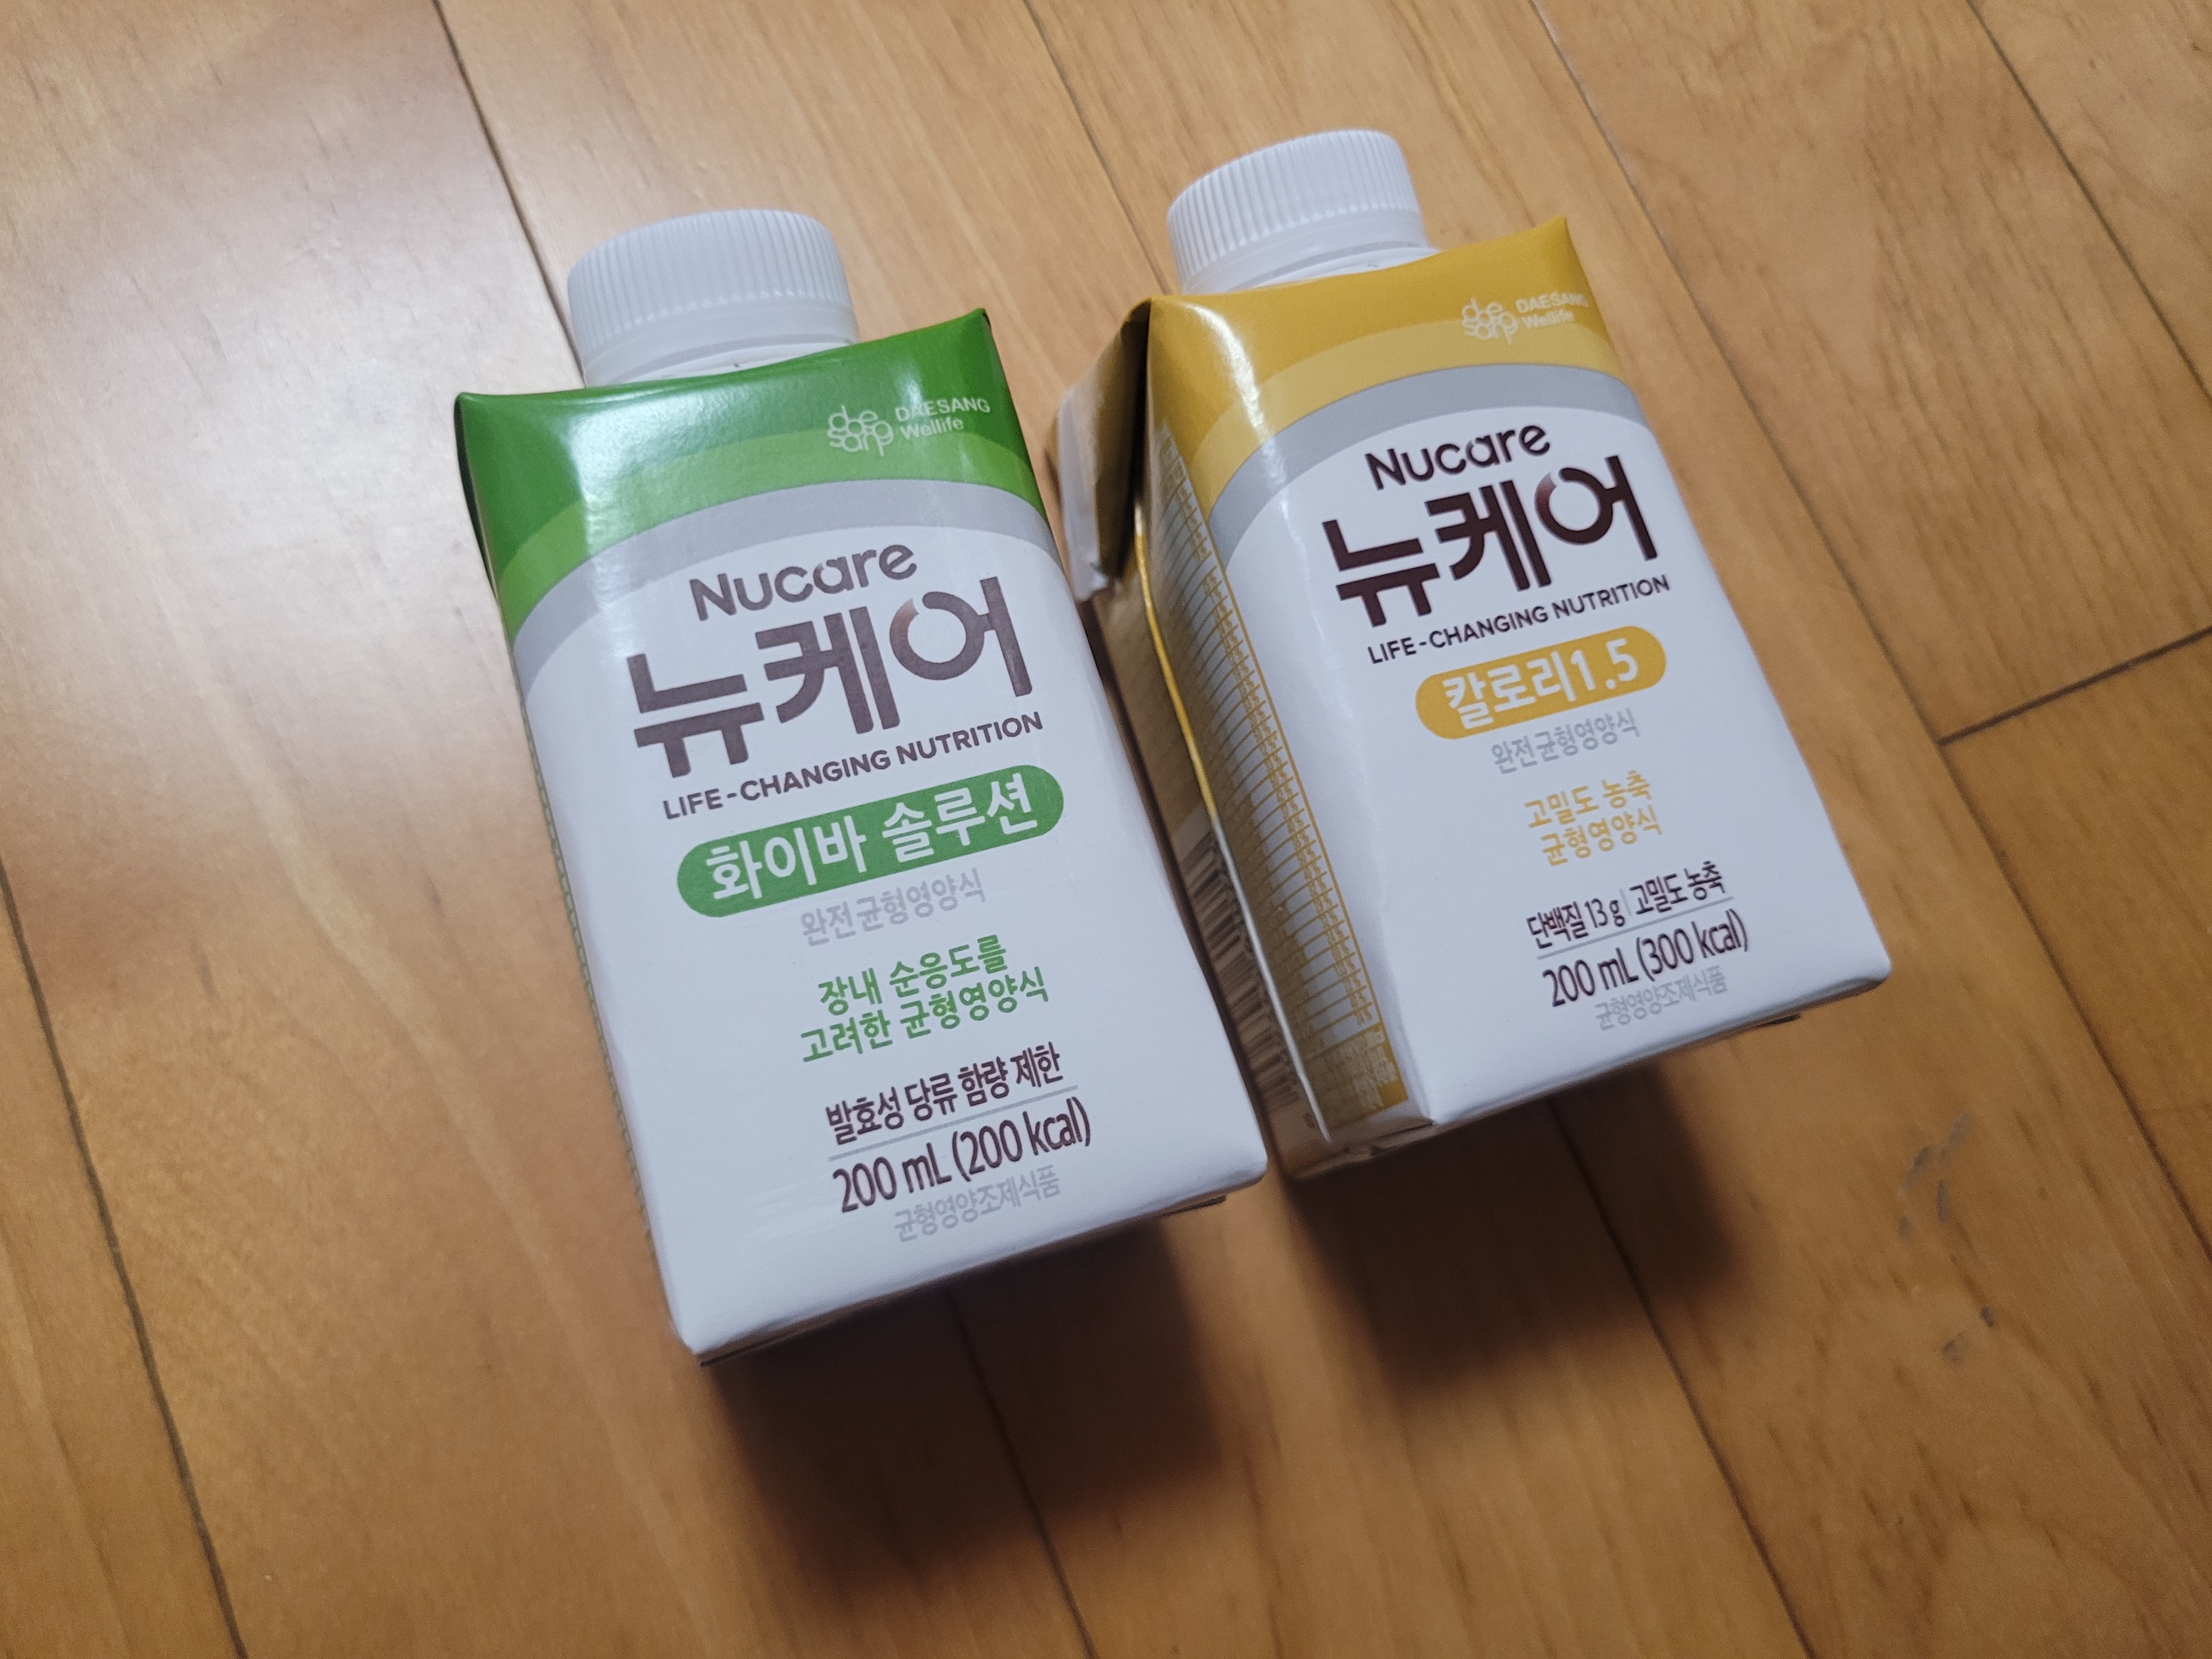 DAESANG
Wellife
Nucare
뉴케어
LIFE-CHANGING NUTRITION
화이바 솔루션
완전균형영양식
장내 순응도를
고려한 균형영양식
발효성 당류 함량 제한
200 mL (200 kcal)
균형영양조제식품
DAESANG
Wellife
Nucare
뉴케어
LIFE-CHANGING NUTRITION
칼로리1.5
완전균형영양식
고밀도 농축
균형영양식
단백질 13 g | 고밀도 농축
200 mL (300 kcal)
균형영양조제식품